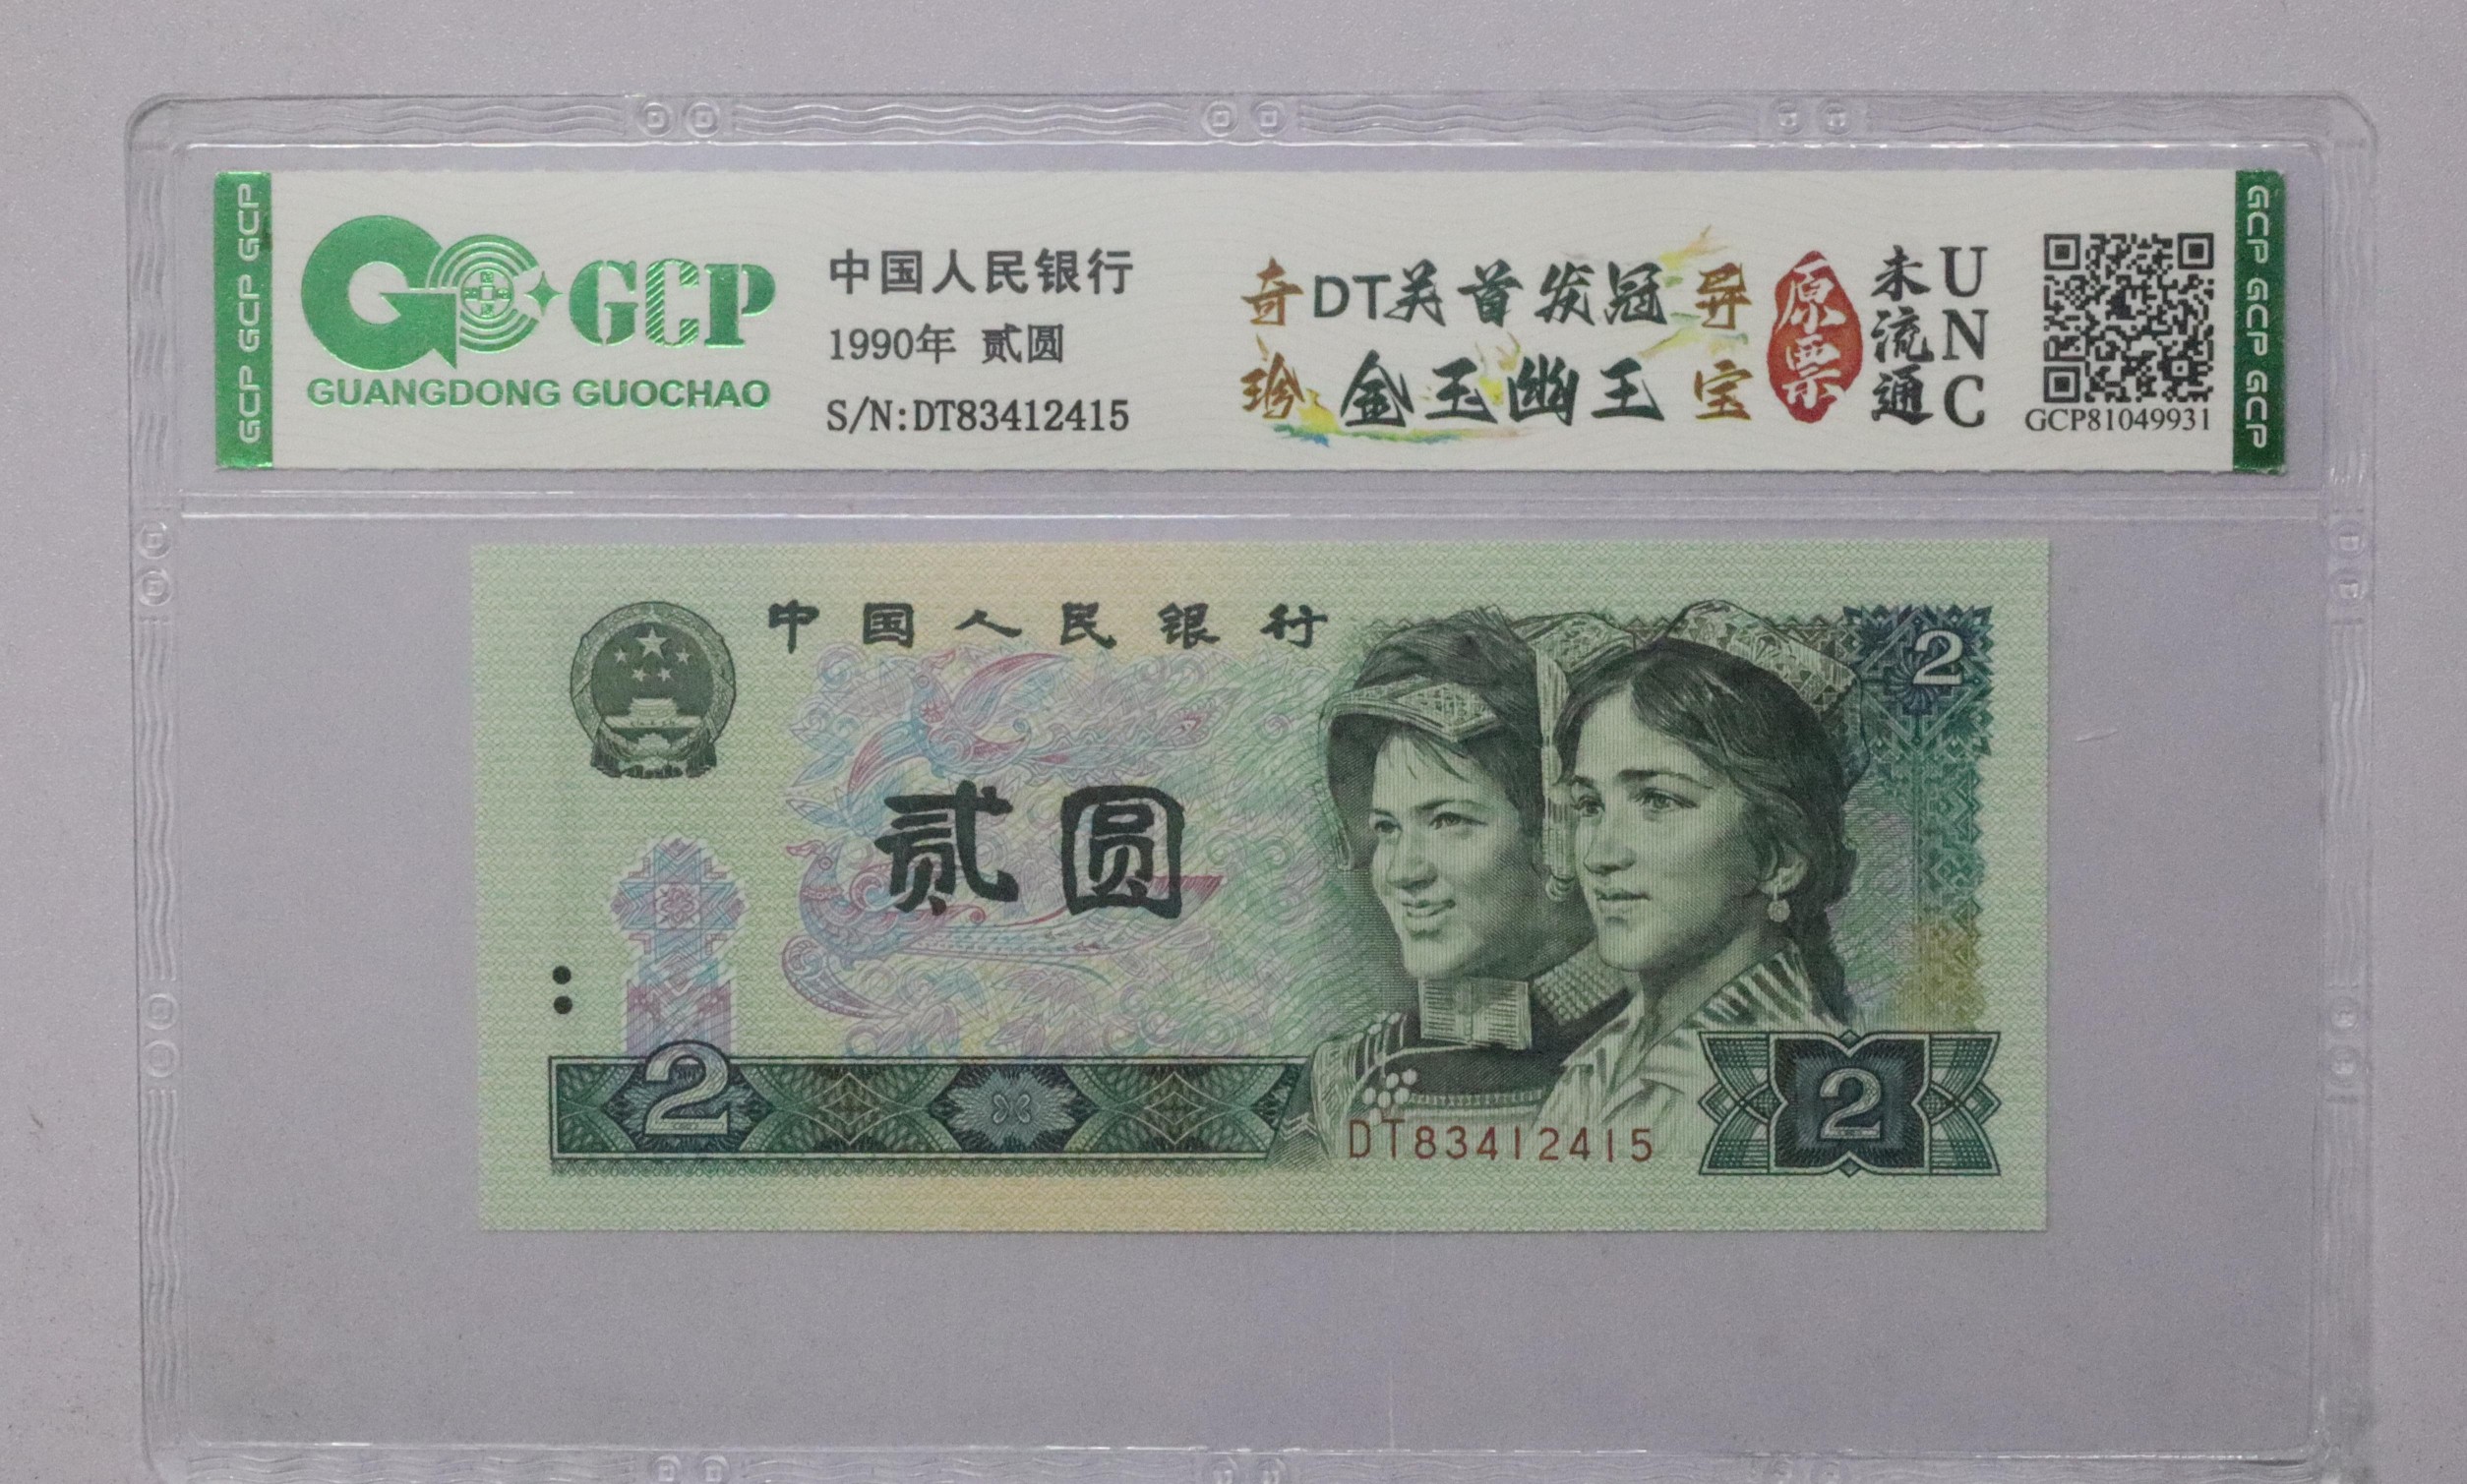 GCP GCP GCP
GCP
GUANGDONG GUOCHAO
中国人民银行
1990年 贰圆
S/N:DT83412415
奇DT关首发冠异
珍金玉幽王宝
原票
未流通
UNC
GCP81049931
GCP GCP GCP
中国人民银行
2
贰圆
2
DT83412415
2